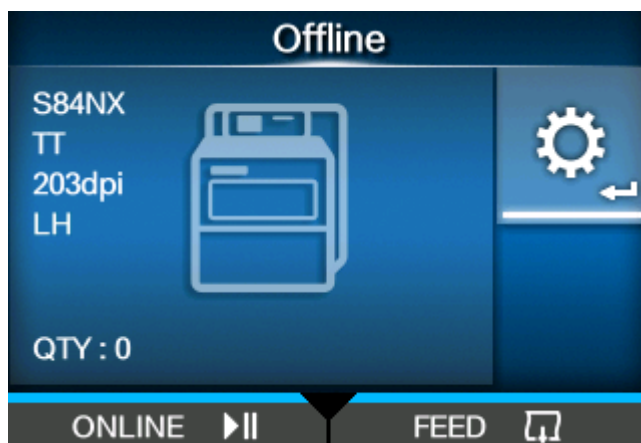 Offline
S84NX
TT
203dpi
LH
QTY : 0
ONLINE
FEED